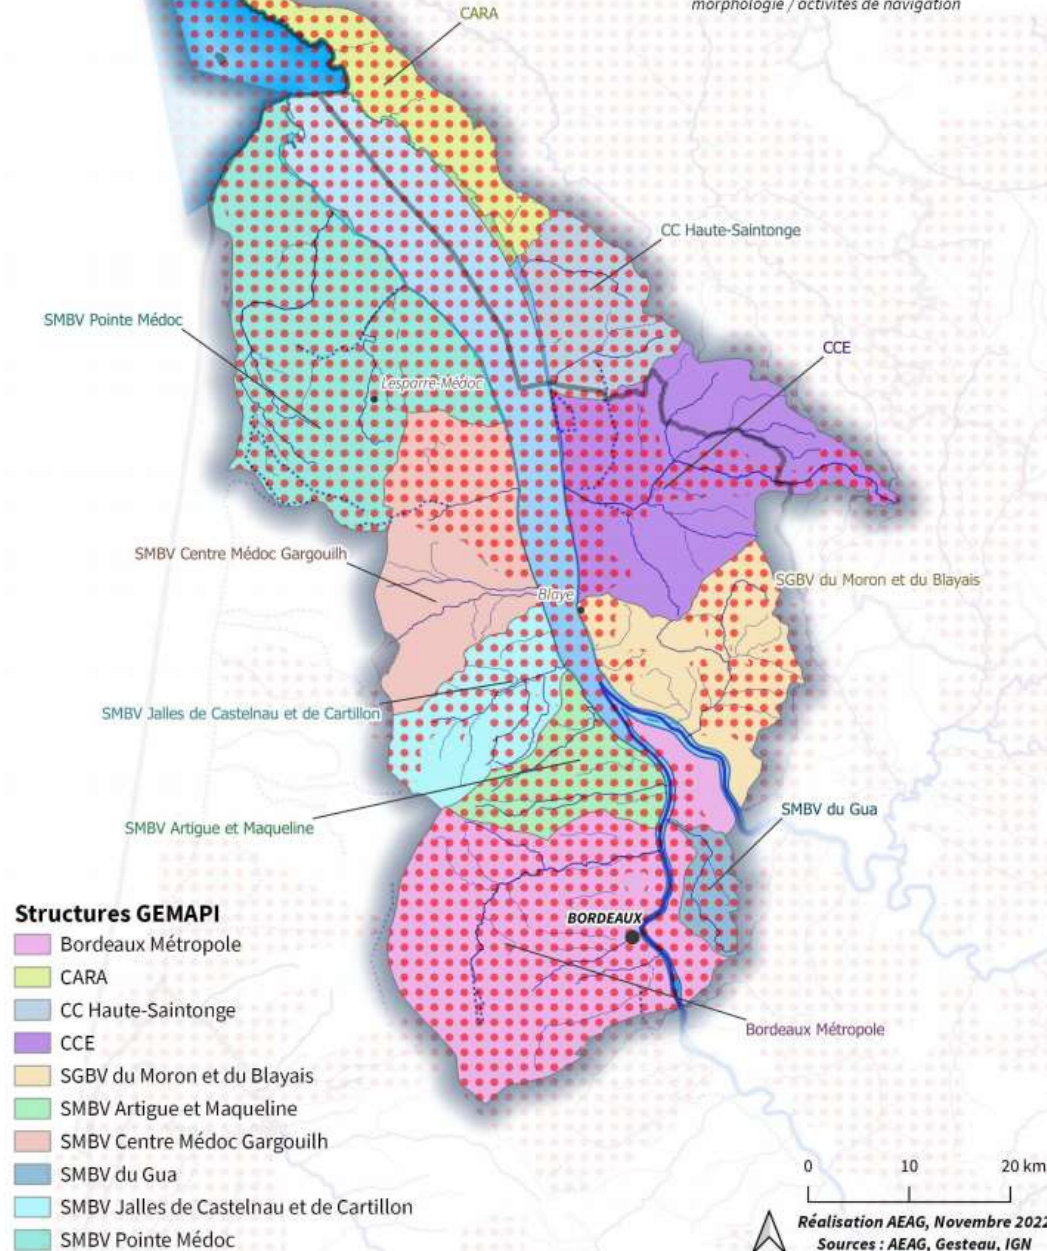 morphologie / activités de navigation
CARA
CC Haute-Saintonge
SMBV Pointe Médoc
CCE
Lesparre-Médoc
SMBV Centre Médoc Gargouilh
SGBV du Moron et du Blayais
Blaye
SMBV Jalles de Castelnau et de Cartillon
SMBV du Gua
SMBV Artigue et Maqueline
BORDEAUX
Bordeaux Métropole
Structures GEMAPI
Bordeaux Métropole
CARA
CC Haute-Saintonge
CCE
SGBV du Moron et du Blayais
SMBV Artigue et Maqueline
SMBV Centre Médoc Gargouilh
SMBV du Gua
SMBV Jalles de Castelnau et de Cartillon
SMBV Pointe Médoc
0 10 20 km
Réalisation AEAG, Novembre 2022
Sources : AEAG, Gesteau, IGN